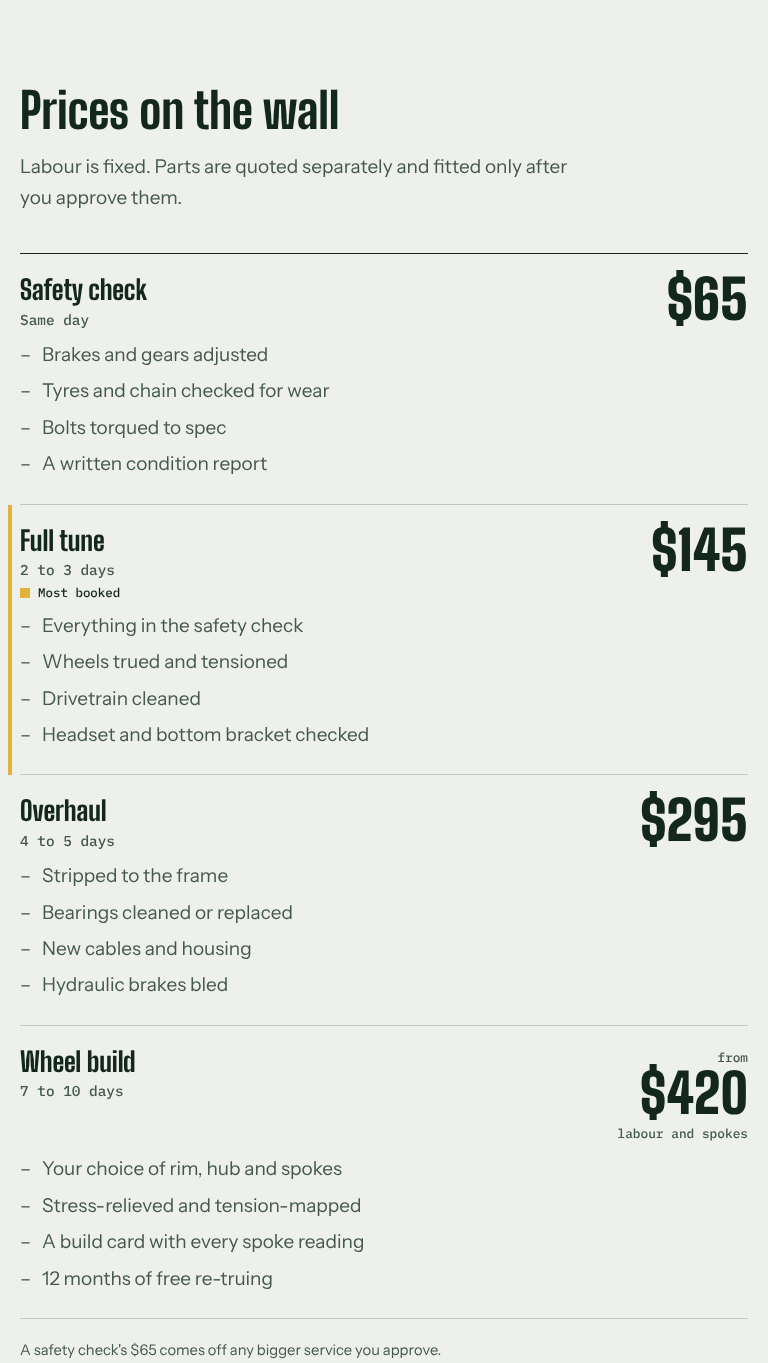 Prices on the wall
Labour is fixed. Parts are quoted separately and fitted only after
you approve them.
Safety check
$65
Same day
– Brakes and gears adjusted
– Tyres and chain checked for wear
– Bolts torqued to spec
– A written condition report
Full tune
$145
2 to 3 days
Most booked
– Everything in the safety check
– Wheels trued and tensioned
– Drivetrain cleaned
– Headset and bottom bracket checked
Overhaul
$295
4 to 5 days
– Stripped to the frame
– Bearings cleaned or replaced
– New cables and housing
– Hydraulic brakes bled
Wheel build
7 to 10 days
from
$420
labour and spokes
– Your choice of rim, hub and spokes
– Stress-relieved and tension-mapped
– A build card with every spoke reading
– 12 months of free re-truing
A safety check's $65 comes off any bigger service you approve.